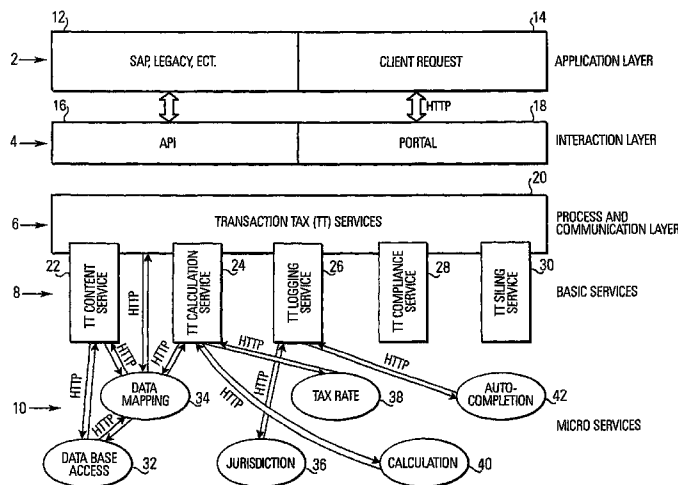 12
14
2
SAP, LEGACY, ECT.
CLIENT REQUEST
APPLICATION LAYER
HTTP
16
18
4
API
PORTAL
INTERACTION LAYER
20
6
TRANSACTION TAX (TT) SERVICES
PROCESS AND
COMMUNICATION LAYER
22
24
26
28
30
8
TT CONTENT
SERVICE
HTTP
TT CALCULATION
SERVICE
TT LOGGING
SERVICE
TT COMPLIANCE
SERVICE
TT SILING
SERVICE
BASIC SERVICES
HTTP
HTTP
HTTP
HTTP
HTTP
HTTP
HTTP
10
DATA
MAPPING
34
TAX RATE
38
AUTO-
COMPLETION
42
MICRO SERVICES
HTTP
DATA BASE
ACCESS
32
JURISDICTION
36
CALCULATION
40